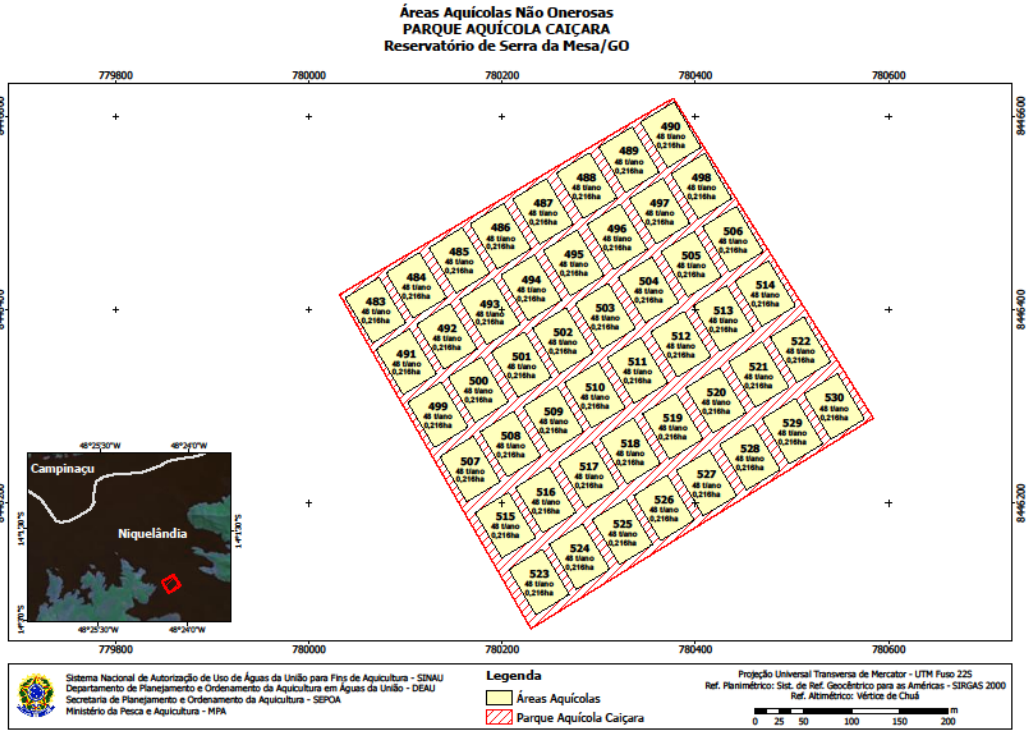 Áreas Aquícolas Não Onerosas
PARQUE AQUÍCOLA CAIÇARA
Reservatório de Serra da Mesa/GO
779800 780000 780200 780400 780600
8446600
8446400
8446200
490
48 t/ano
0,216ha
489
48 t/ano
0,216ha
488
48 t/ano
0,216ha
487
48 t/ano
0,216ha
486
48 t/ano
0,216ha
485
48 t/ano
0,216ha
484
48 t/ano
0,216ha
483
48 t/ano
0,216ha
498
48 t/ano
0,216ha
497
48 t/ano
0,216ha
496
48 t/ano
0,216ha
495
48 t/ano
0,216ha
494
48 t/ano
0,216ha
493
48 t/ano
0,216ha
492
48 t/ano
0,216ha
491
48 t/ano
0,216ha
506
48 t/ano
0,216ha
505
48 t/ano
0,216ha
504
48 t/ano
0,216ha
503
48 t/ano
0,216ha
502
48 t/ano
0,216ha
501
48 t/ano
0,216ha
500
48 t/ano
0,216ha
499
48 t/ano
0,216ha
514
48 t/ano
0,216ha
513
48 t/ano
0,216ha
512
48 t/ano
0,216ha
511
48 t/ano
0,216ha
510
48 t/ano
0,216ha
509
48 t/ano
0,216ha
508
48 t/ano
0,216ha
507
48 t/ano
0,216ha
522
48 t/ano
0,216ha
521
48 t/ano
0,216ha
520
48 t/ano
0,216ha
519
48 t/ano
0,216ha
518
48 t/ano
0,216ha
517
48 t/ano
0,216ha
516
48 t/ano
0,216ha
515
48 t/ano
0,216ha
530
48 t/ano
0,216ha
529
48 t/ano
0,216ha
528
48 t/ano
0,216ha
527
48 t/ano
0,216ha
526
48 t/ano
0,216ha
525
48 t/ano
0,216ha
524
48 t/ano
0,216ha
523
48 t/ano
0,216ha
48°25'30"W 48°24'0"W
Campinaçu
Niquelândia
14°1'30"S
14°1'30"S
48°25'30"W 48°24'0"W
779800 780000 780200 780400 780600
Sistema Nacional de Autorização de Uso de Águas da União para Fins de Aquicultura - SINAU
Departamento de Planejamento e Ordenamento da Aquicultura em Águas da União - DEAU
Secretaria de Planejamento e Ordenamento da Aquicultura - SEPOA
Ministério da Pesca e Aquicultura - MPA
Legenda
Áreas Aquícolas
Parque Aquícola Caiçara
Projeção Universal Transversa de Mercator - UTM Fuso 22S
Ref. Planimétrico: Sist. de Ref. Geocêntrico para as Américas - SIRGAS 2000
Ref. Altimétrico: Vértice de Chuá
m
0 25 50 100 150 200